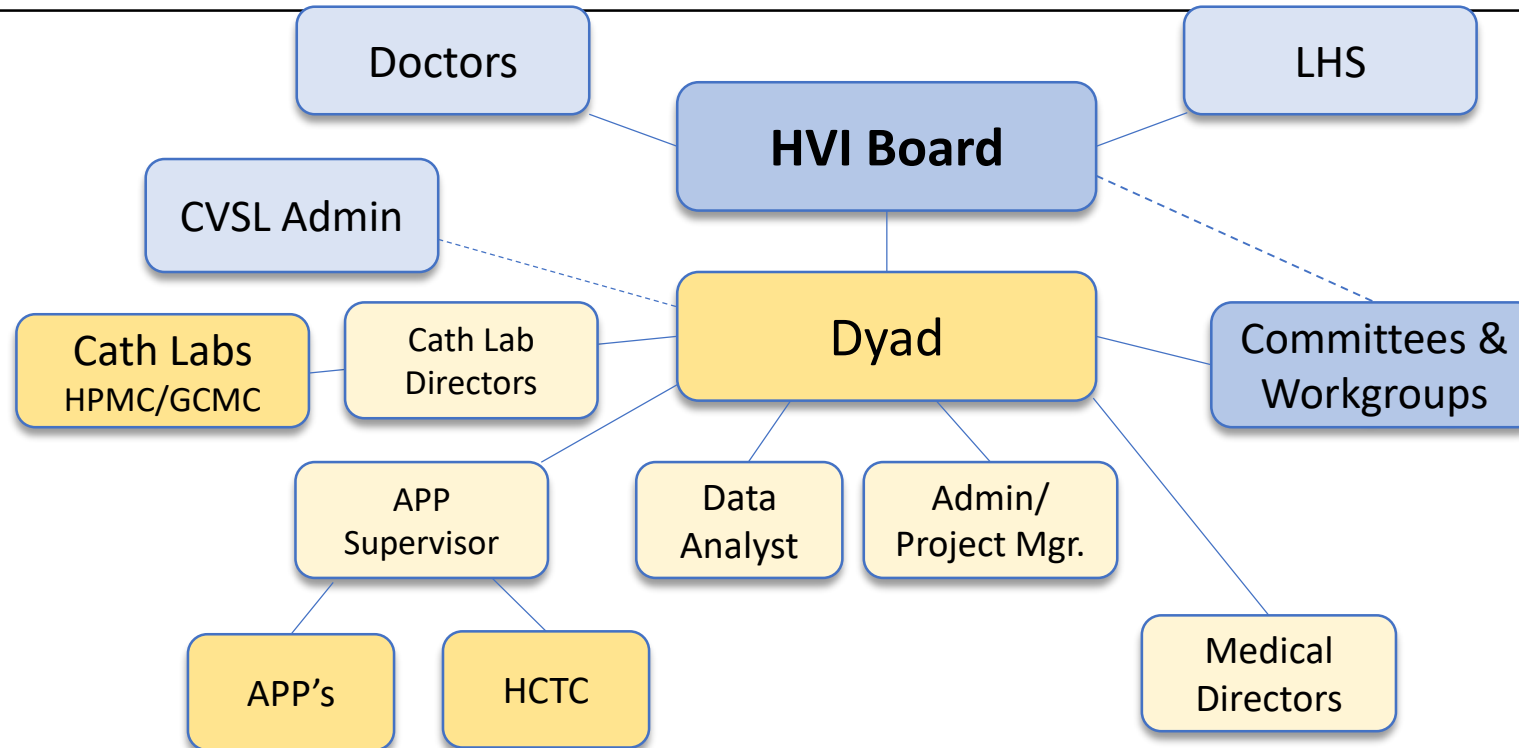 Doctors
LHS
HVI Board
CVSL Admin
Dyad
Cath Labs
HPMC/GCMC
Cath Lab
Directors
Committees &
Workgroups
APP
Supervisor
Data
Analyst
Admin/
Project Mgr.
APP’s
HCTC
Medical
Directors